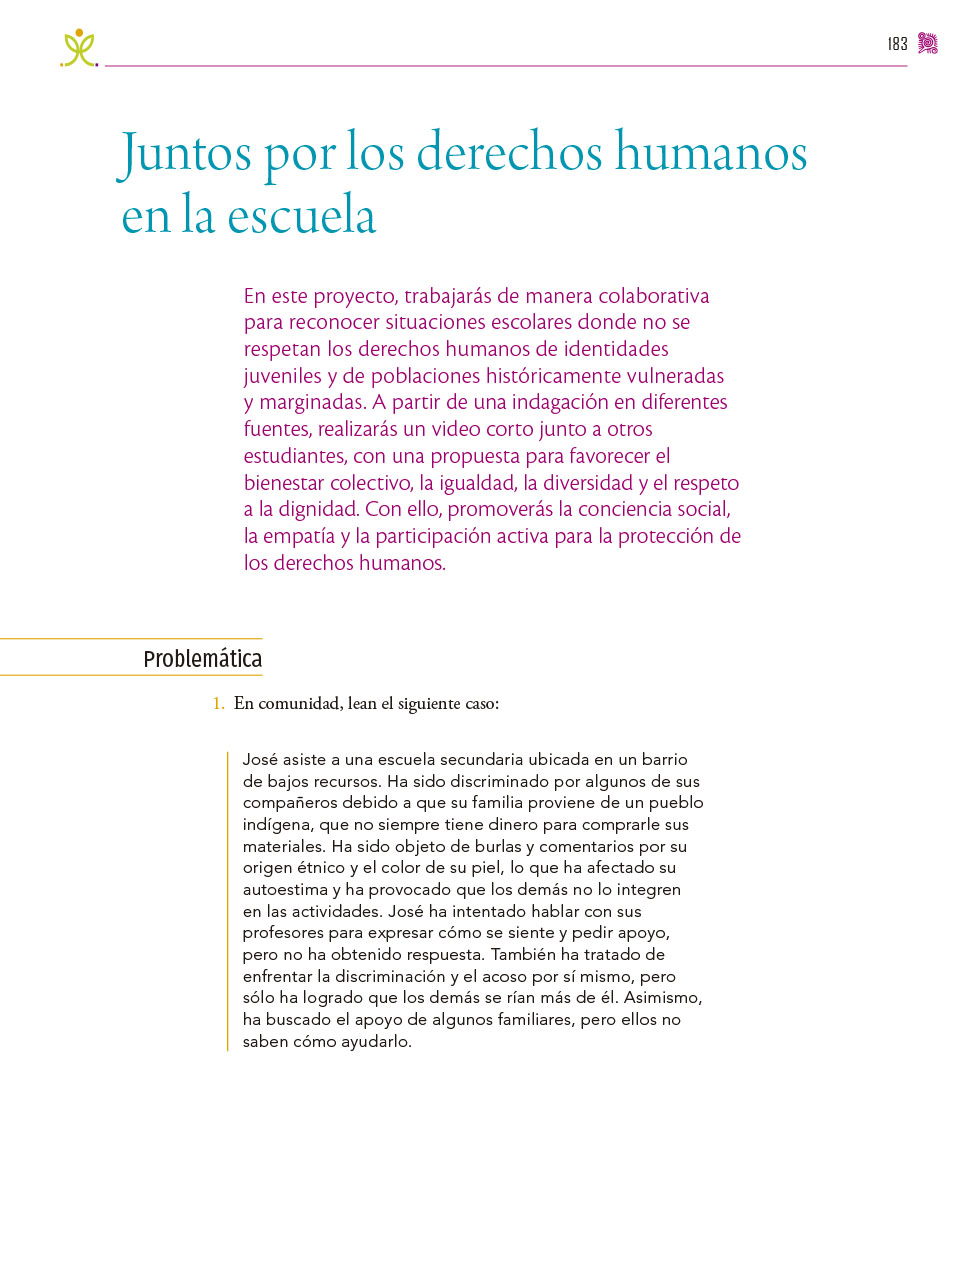 183
Juntos por los derechos humanos
en la escuela
En este proyecto, trabajarás de manera colaborativa
para reconocer situaciones escolares donde no se
respetan los derechos humanos de identidades
juveniles y de poblaciones históricamente vulneradas
y marginadas. A partir de una indagación en diferentes
fuentes, realizarás un video corto junto a otros
estudiantes, con una propuesta para favorecer el
bienestar colectivo, la igualdad, la diversidad y el respeto
a la dignidad. Con ello, promoverás la conciencia social,
la empatía y la participación activa para la protección de
los derechos humanos.
Problemática
1. En comunidad, lean el siguiente caso:
José asiste a una escuela secundaria ubicada en un barrio
de bajos recursos. Ha sido discriminado por algunos de sus
compañeros debido a que su familia proviene de un pueblo
indígena, que no siempre tiene dinero para comprarle sus
materiales. Ha sido objeto de burlas y comentarios por su
origen étnico y el color de su piel, lo que ha afectado su
autoestima y ha provocado que los demás no lo integren
en las actividades. José ha intentado hablar con sus
profesores para expresar cómo se siente y pedir apoyo,
pero no ha obtenido respuesta. También ha tratado de
enfrentar la discriminación y el acoso por sí mismo, pero
sólo ha logrado que los demás se rían más de él. Asimismo,
ha buscado el apoyo de algunos familiares, pero ellos no
saben cómo ayudarlo.